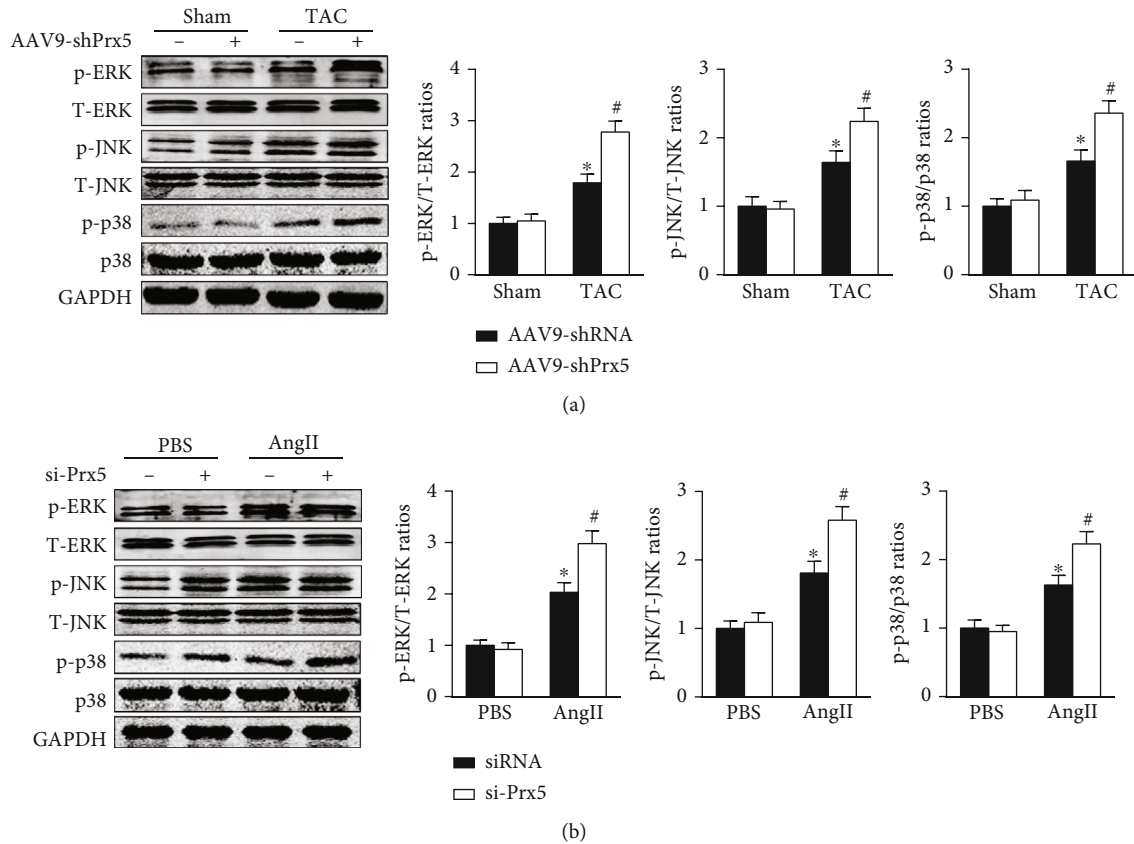 Sham TAC
AAV9-shPrx5 – + – +
p-ERK
T-ERK
p-JNK
T-JNK
p-p38
p38
GAPDH
p-ERK/T-ERK ratios
4
3
2
1
0
*
#
Sham TAC
p-JNK/T-JNK ratios
3
2
1
0
*
#
Sham TAC
p-p38/p38 ratios
3
2
1
0
*
#
Sham TAC
AAV9-shRNA
AAV9-shPrx5
(a)
PBS AngII
si-Prx5 – + – +
p-ERK
T-ERK
p-JNK
T-JNK
p-p38
p38
GAPDH
p-ERK/T-ERK ratios
4
3
2
1
0
*
#
PBS AngII
p-JNK/T-JNK ratios
3
2
1
0
*
#
PBS AngII
p-p38/p38 ratios
3
2
1
0
*
#
PBS AngII
siRNA
si-Prx5
(b)